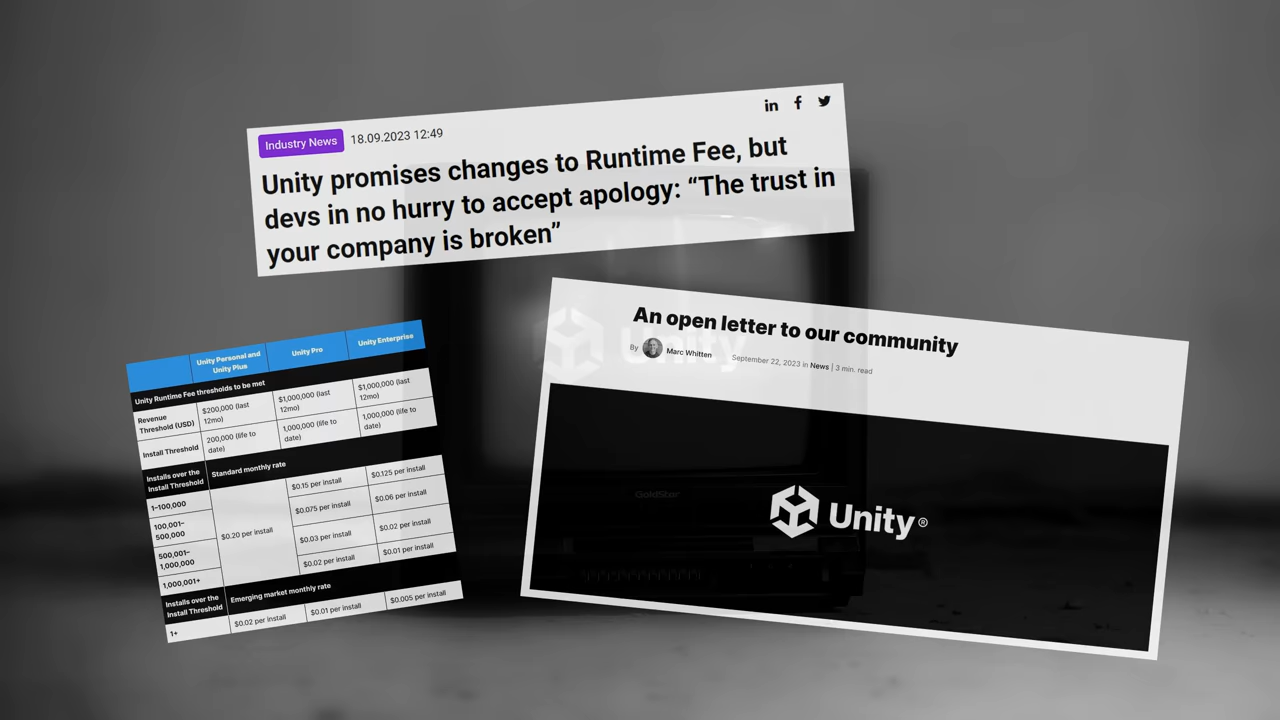 Industry News 18.09.2023 12:49
Unity promises changes to Runtime Fee, but
devs in no hurry to accept apology: “The trust in
your company is broken”
Unity Personal and
Unity Plus
Unity Pro
Unity Enterprise
Unity Runtime Fee thresholds to be met
Revenue
Threshold (USD)
$200,000 (last
12mo)
$1,000,000 (last
12mo)
$1,000,000 (last
12mo)
Install Threshold
200,000 (life to
date)
1,000,000 (life to
date)
1,000,000 (life to
date)
Installs over the
Install Threshold
Standard monthly rate
1–100,000
$0.20 per install
$0.15 per install
$0.125 per install
100,001–
500,000
$0.075 per install
$0.06 per install
500,001–
1,000,000
$0.03 per install
$0.02 per install
1,000,001+
$0.02 per install
$0.01 per install
Installs over the
Install Threshold
Emerging market monthly rate
1+
$0.02 per install
$0.01 per install
$0.005 per install
An open letter to our community
By Marc Whitten September 22, 2023 in News | 3 min. read
Unity
Unity®
GoldStar